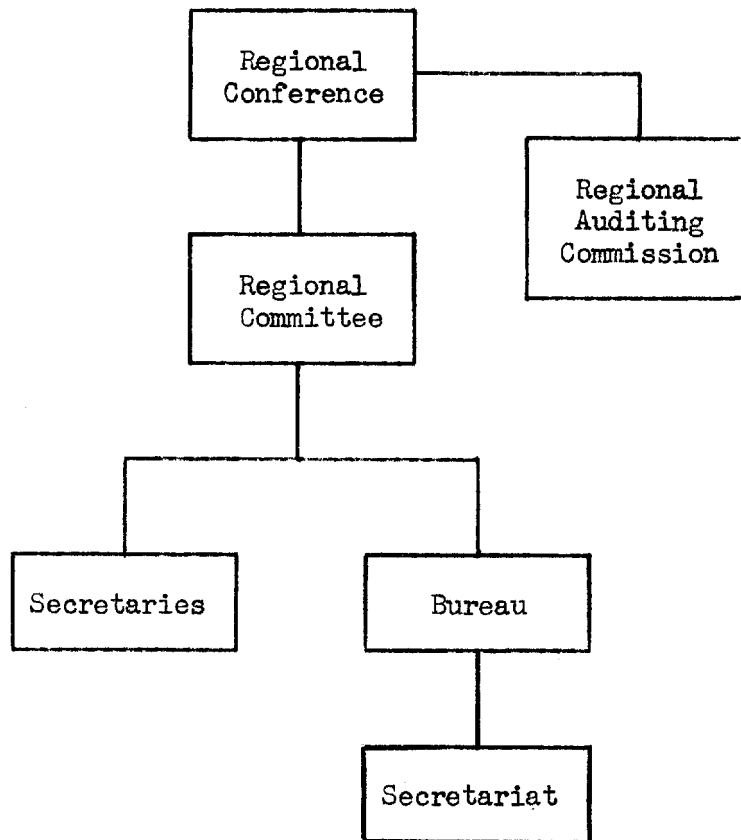 Regional
Conference
Regional
Auditing
Commission
Regional
Committee
Secretaries
Bureau
Secretariat